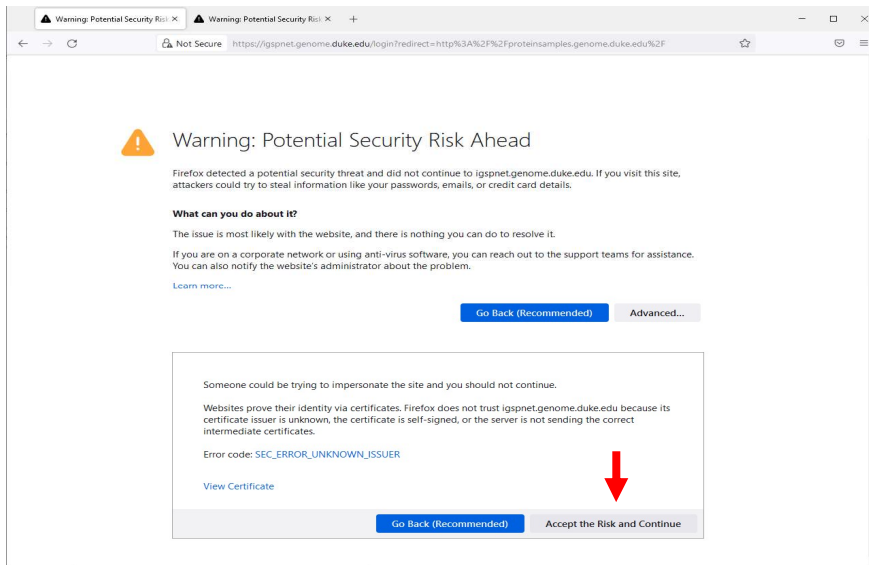 Warning: Potential Security Ris
Warning: Potential Security Ris
Not Secure https://igspnet.genome.duke.edu/login?redirect=http%3A%2F%2Fproteinsamples.genome.duke.edu%2F
Warning: Potential Security Risk Ahead
Firefox detected a potential security threat and did not continue to igspnet.genome.duke.edu. If you visit this site,
attackers could try to steal information like your passwords, emails, or credit card details.
What can you do about it?
The issue is most likely with the website, and there is nothing you can do to resolve it.
If you are on a corporate network or using anti-virus software, you can reach out to the support teams for assistance.
You can also notify the website's administrator about the problem.
Learn more...
Go Back (Recommended) Advanced...
Someone could be trying to impersonate the site and you should not continue.
Websites prove their identity via certificates. Firefox does not trust igspnet.genome.duke.edu because its
certificate issuer is unknown, the certificate is self-signed, or the server is not sending the correct
intermediate certificates.
Error code: SEC_ERROR_UNKNOWN_ISSUER
View Certificate
Go Back (Recommended) Accept the Risk and Continue